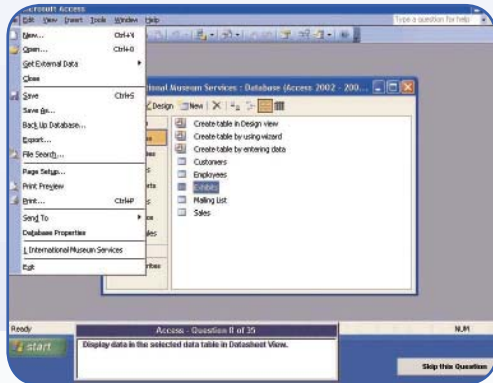 Microsoft Access
File Edit View Insert Tools Window Help
Type a question for help
New... Ctrl+N
Open... Ctrl+O
Get External Data
Close
Save Ctrl+S
Save As...
Back Up Database...
Export...
File Search...
Page Setup...
Print Preview
Print... Ctrl+P
Send To
Database Properties
1 International Museum Services
Exit
ional Museum Services : Database (Access 2002 - 200...
Design New
Create table in Design view
Create table by using wizard
Create table by entering data
Customers
Employees
Exhibits
Mailing List
Sales
Ready
NUM
Access - Question 11 of 35
Display data in the selected data table in Datasheet View.
start
Skip this Question